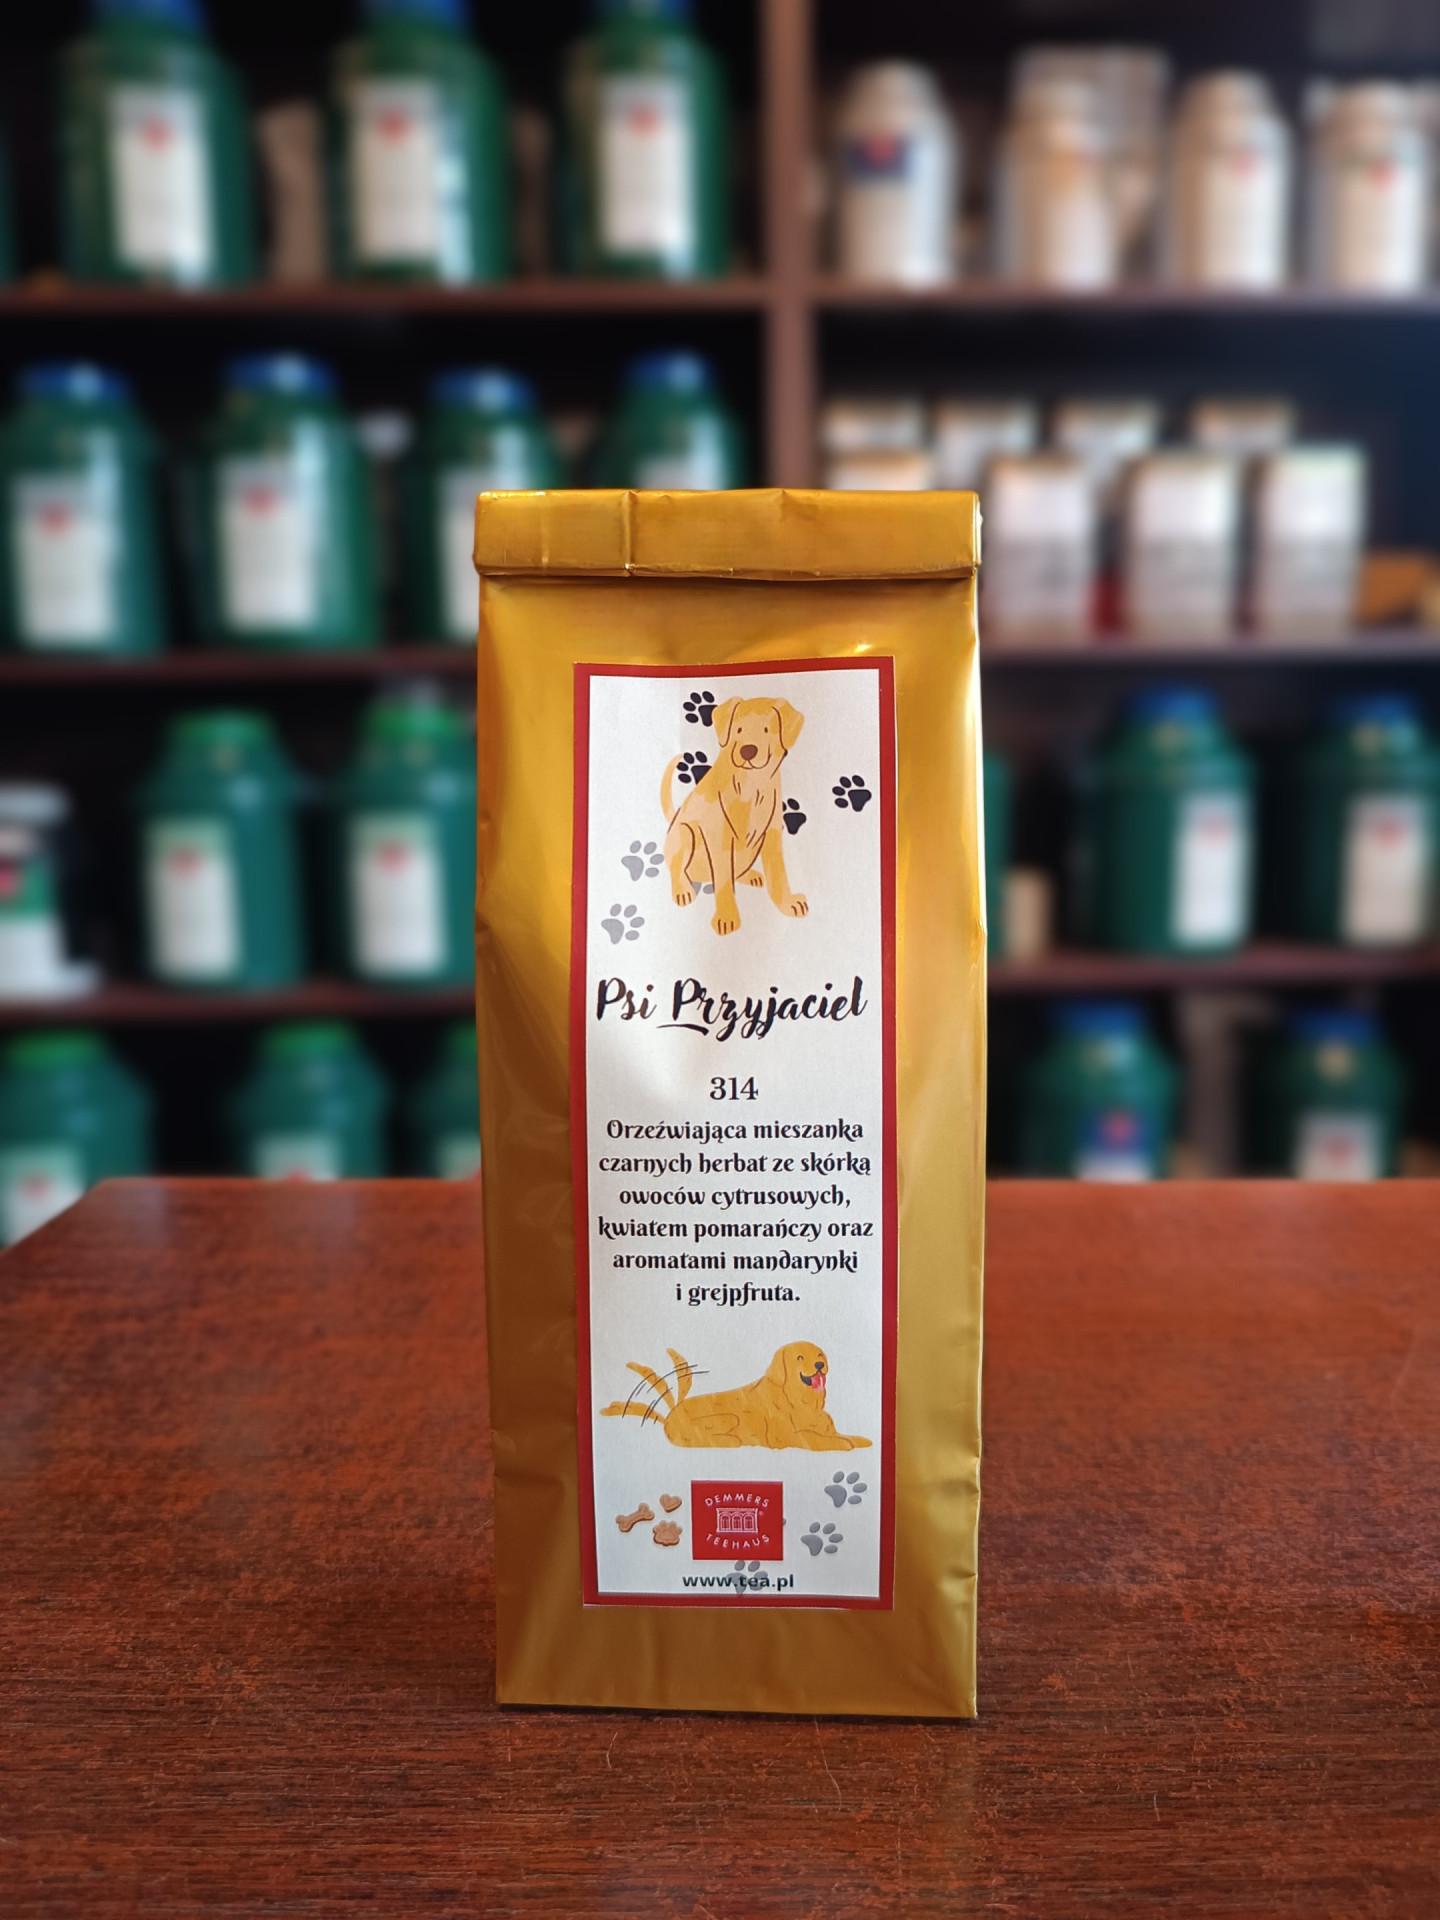 Psi Przyjaciel
314
Orzeźwiająca mieszanka
czarnych herbat ze skórką
owoców cytrusowych,
kwiatem pomarańczy oraz
aromatami mandarynki
i grejpfruta.
DEMMERS
TEEHAUS
www.tea.pl